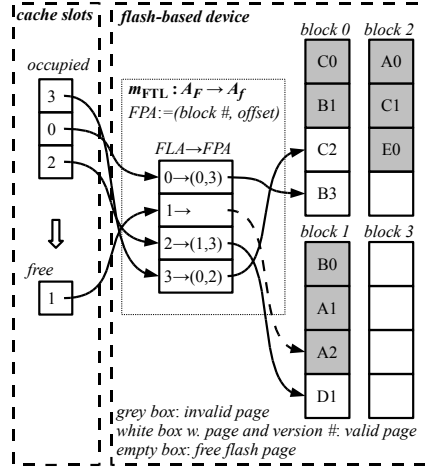 cache slots
flash-based device
occupied
3
0
2
free
1
m_FTL : A_F → A_f
FPA:=(block #, offset)
FLA→FPA
0→(0,3)
1→
2→(1,3)
3→(0,2)
block 0
C0
B1
C2
B3
block 2
A0
C1
E0
block 1
B0
A1
A2
D1
block 3
grey box: invalid page
white box w. page and version #: valid page
empty box: free flash page